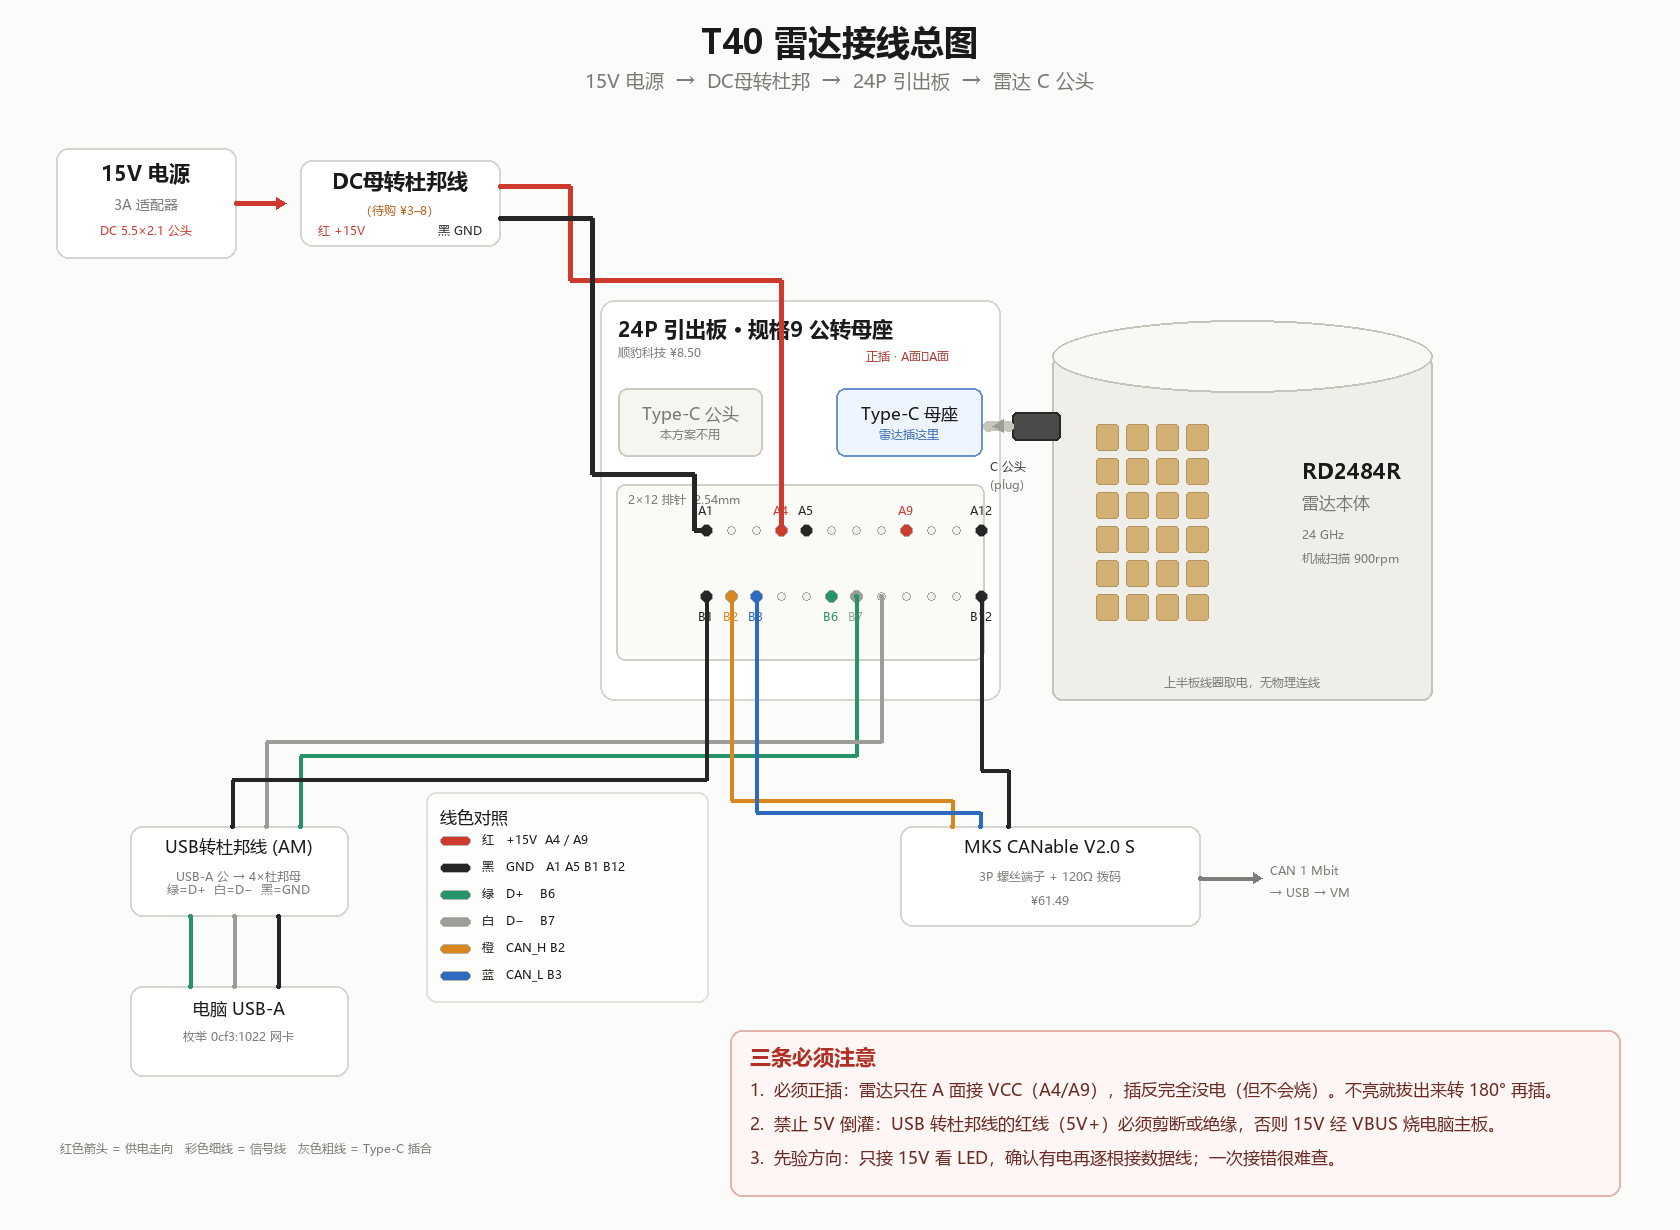 T40 雷达接线总图
15V 电源 → DC母转杜邦 → 24P 引出板 → 雷达 C 公头
15V 电源
3A 适配器
DC 5.5×2.1 公头
DC母转杜邦线
(待购 ¥3–8)
红 +15V
黑 GND
24P 引出板 • 规格9 公转母座
顺豹科技 ¥8.50
正插 · A面▯A面
Type-C 公头
本方案不用
Type-C 母座
雷达插这里
C 公头
(plug)
2×12 排针 2.54mm
A1 A4 A5 A9 A12
B1 B2 B3 B6 B7 B12
RD2484R
雷达本体
24 GHz
机械扫描 900rpm
上半板线圈取电，无物理连线
USB转杜邦线 (AM)
USB-A 公 → 4×杜邦母
绿=D+ 白=D− 黑=GND
电脑 USB-A
枚举 0cf3:1022 网卡
线色对照
红 +15V A4 / A9
黑 GND A1 A5 B1 B12
绿 D+ B6
白 D− B7
橙 CAN_H B2
蓝 CAN_L B3
MKS CANable V2.0 S
3P 螺丝端子 + 120Ω 拨码
¥61.49
CAN 1 Mbit
→ USB → VM
三条必须注意
1. 必须正插：雷达只在 A 面接 VCC（A4/A9），插反完全没电（但不会烧）。不亮就拔出来转 180° 再插。
2. 禁止 5V 倒灌：USB 转杜邦线的红线（5V+）必须剪断或绝缘，否则 15V 经 VBUS 烧电脑主板。
3. 先验方向：只接 15V 看 LED，确认有电再逐根接数据线；一次接错很难查。
红色箭头 = 供电走向 彩色细线 = 信号线 灰色粗线 = Type-C 插合